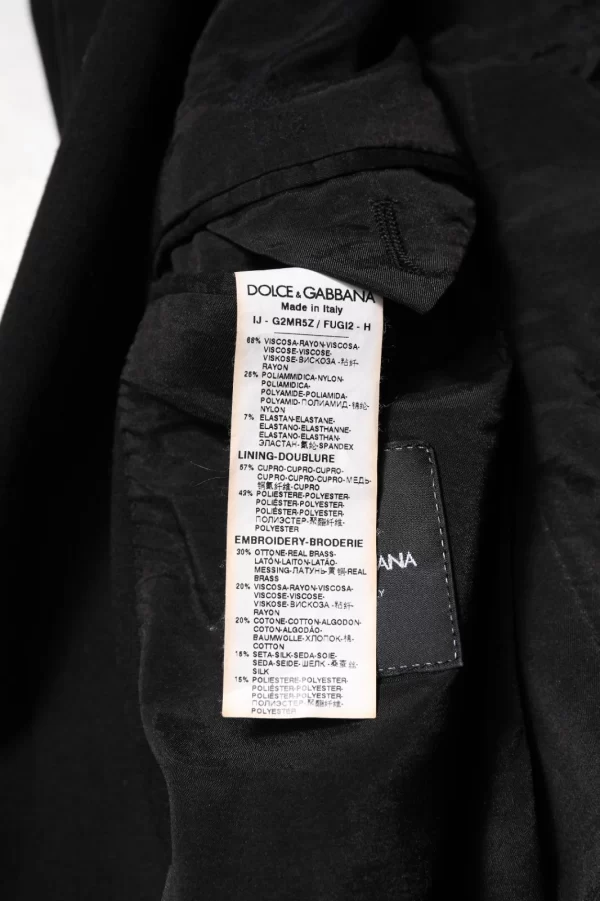 DOLCE & GABBANA
Made in Italy
IJ - G2MR5Z / FUGI2 - H
68% VISCOSA-RAYON-VISCOSA-
VISCOSE-VISCOSE-
VISKOSE-ВИСКОЗА-粘纤-
RAYON
25% POLIAMMIDICA-NYLON-
POLIAMIDICA-
POLYAMIDE-POLIAMIDA-
POLYAMID-ПОЛИАМИД-锦纶-
NYLON
7% ELASTAN-ELASTANE-
ELASTANO-ELASTHANNE-
ELASTANO-ELASTHAN-
ЭЛАСТАН-氨纶-SPANDEX
LINING-DOUBLURE
57% CUPRO-CUPRO-CUPRO-
CUPRO-CUPRO-CUPRO-МЕДЬ-
铜氨纤维-CUPRO
43% POLIESTERE-POLYESTER-
POLIÉSTER-POLYESTER-
POLIÉSTER-POLYESTER-
ПОЛИЭСТЕР-聚酯纤维-
POLYESTER
EMBROIDERY-BRODERIE
30% OTTONE-REAL BRASS-
LATÓN-LAITON-LATÃO-
MESSING-ЛАТУНЬ-黄铜-REAL
BRASS
20% VISCOSA-RAYON-VISCOSA-
VISCOSE-VISCOSE-
VISKOSE-ВИСКОЗА-粘纤-
RAYON
20% COTONE-COTTON-ALGODON-
COTON-ALGODÃO-
BAUMWOLLE-ХЛОПОК-棉-
COTTON
15% SETA-SILK-SEDA-SOIE-
SEDA-SEIDE-ШЕЛК-桑蚕丝-
SILK
15% POLIESTERE-POLYESTER-
POLIÉSTER-POLYESTER-
POLIÉSTER-POLYESTER-
ПОЛИЭСТЕР-聚酯纤维-
POLYESTER